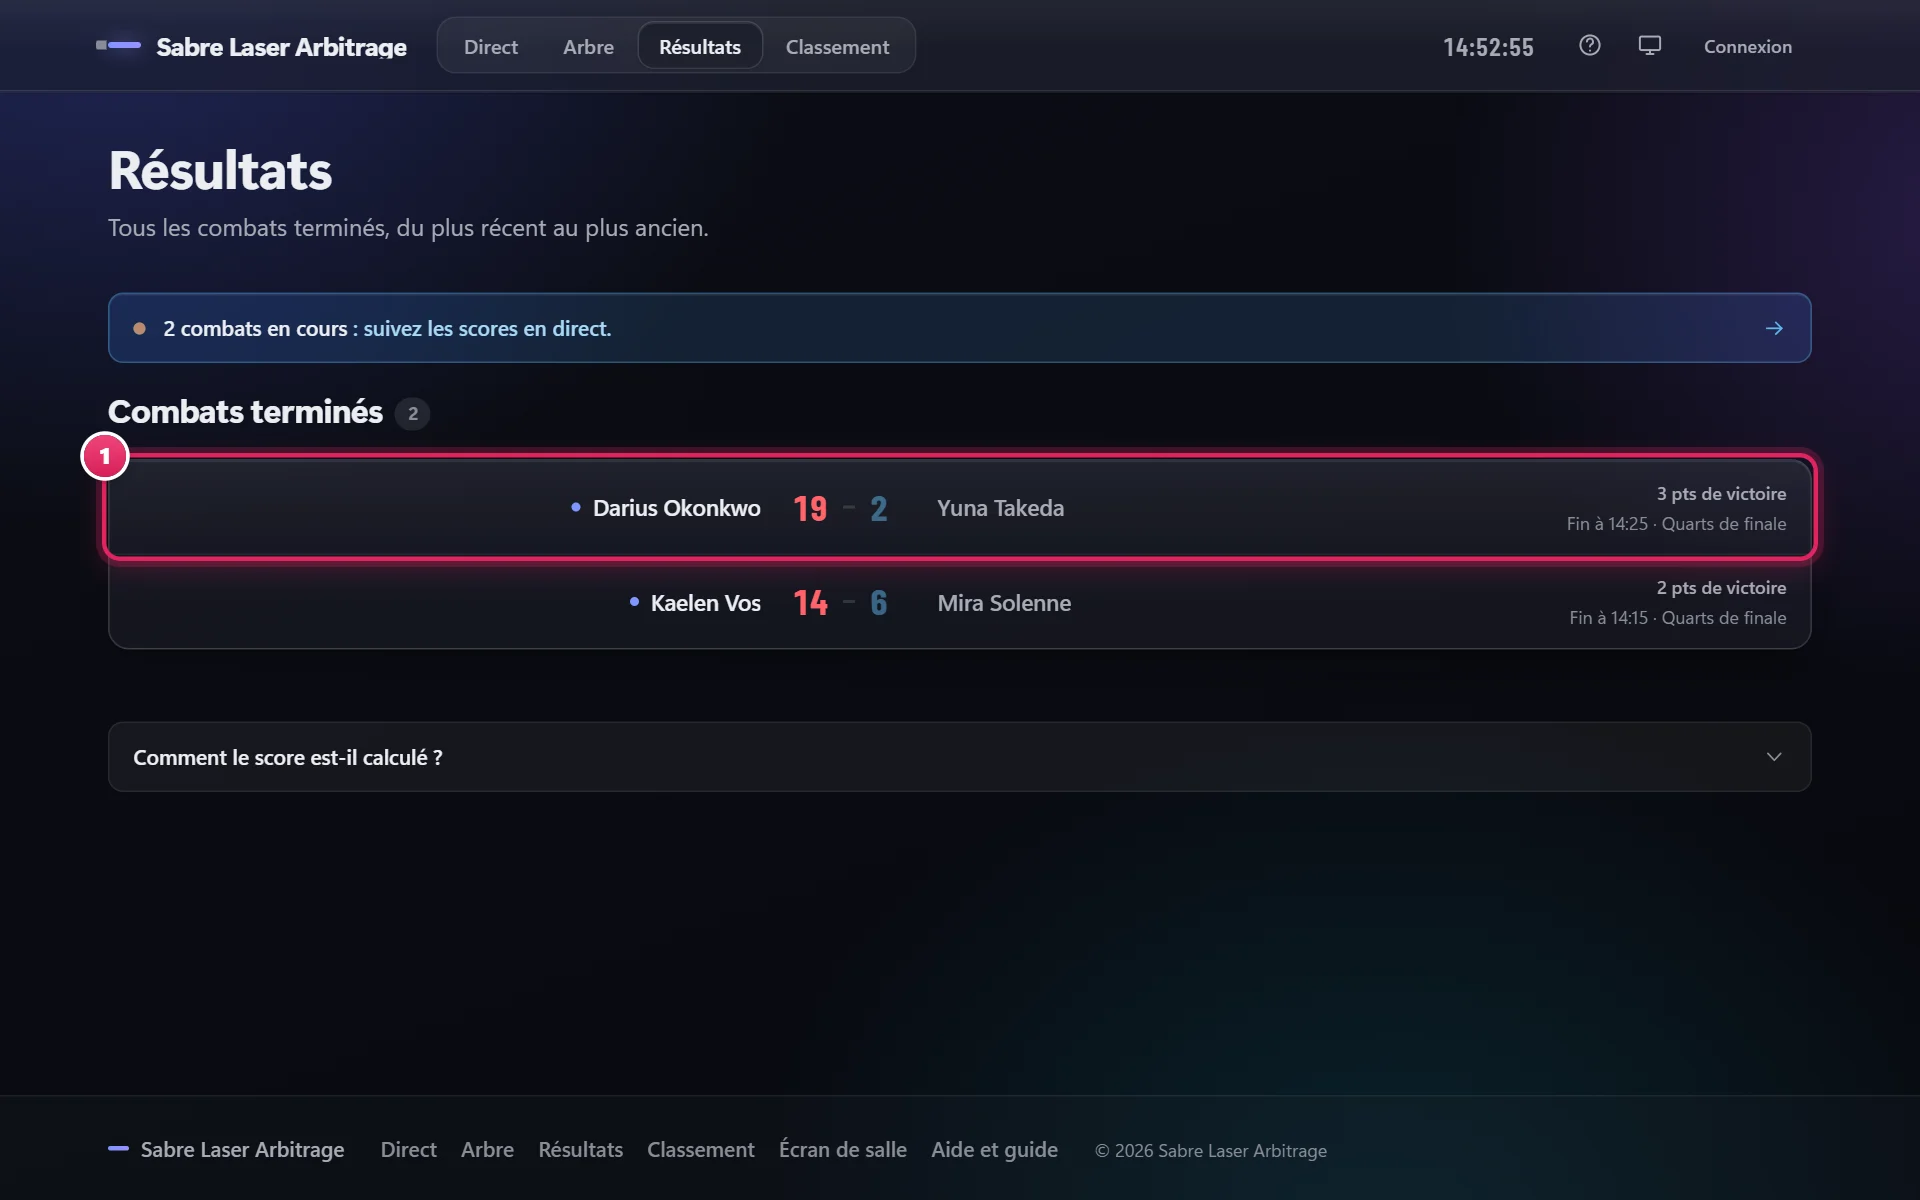 Sabre Laser Arbitrage
Direct
Arbre
Résultats
Classement
14:52:55
Connexion
Résultats
Tous les combats terminés, du plus récent au plus ancien.
2 combats en cours : suivez les scores en direct.
Combats terminés 2
1
Darius Okonkwo 19 – 2 Yuna Takeda
3 pts de victoire
Fin à 14:25 · Quarts de finale
Kaelen Vos 14 – 6 Mira Solenne
2 pts de victoire
Fin à 14:15 · Quarts de finale
Comment le score est-il calculé ?
Sabre Laser Arbitrage
Direct
Arbre
Résultats
Classement
Écran de salle
Aide et guide
© 2026 Sabre Laser Arbitrage